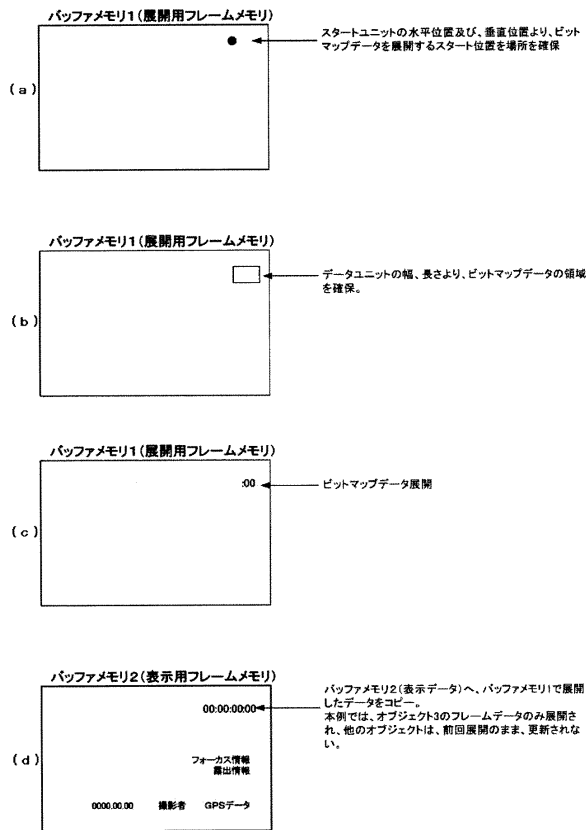 バッファメモリ1(展開用フレームメモリ)
スタートユニットの水平位置及び、垂直位置より、ビット
マップデータを展開するスタート位置を場所を確保
(a)
バッファメモリ1(展開用フレームメモリ)
データユニットの幅、長さより、ビットマップデータの領域
を確保。
(b)
バッファメモリ1(展開用フレームメモリ)
:00
ビットマップデータ展開
(c)
バッファメモリ2(表示用フレームメモリ)
00:00:00:00
バッファメモリ2(表示データ)へ、バッファメモリ1で展開
したデータをコピー。
本例では、オブジェクト3のフレームデータのみ展開さ
れ、他のオブジェクトは、前回展開のまま、更新されな
い。
(d)
フォーカス情報
露出情報
0000.00.00 撮影者 GPSデータ